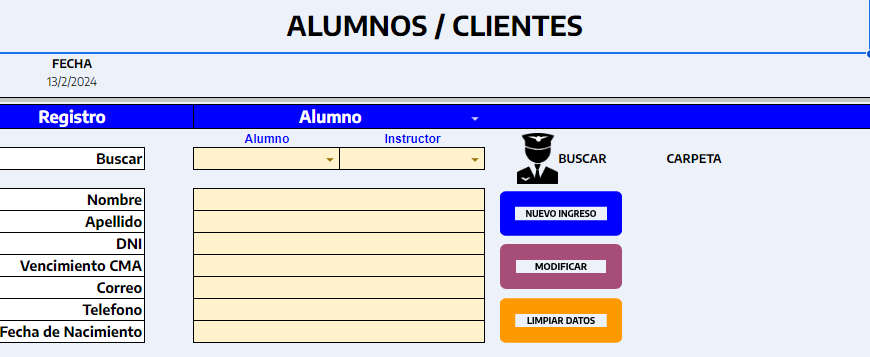 ALUMNOS / CLIENTES
FECHA
13/2/2024
Registro Alumno
Alumno Instructor
Buscar BUSCAR CARPETA
Nombre
NUEVO INGRESO
Apellido
DNI
Vencimiento CMA MODIFICAR
Correo
Telefono
LIMPIAR DATOS
Fecha de Nacimiento